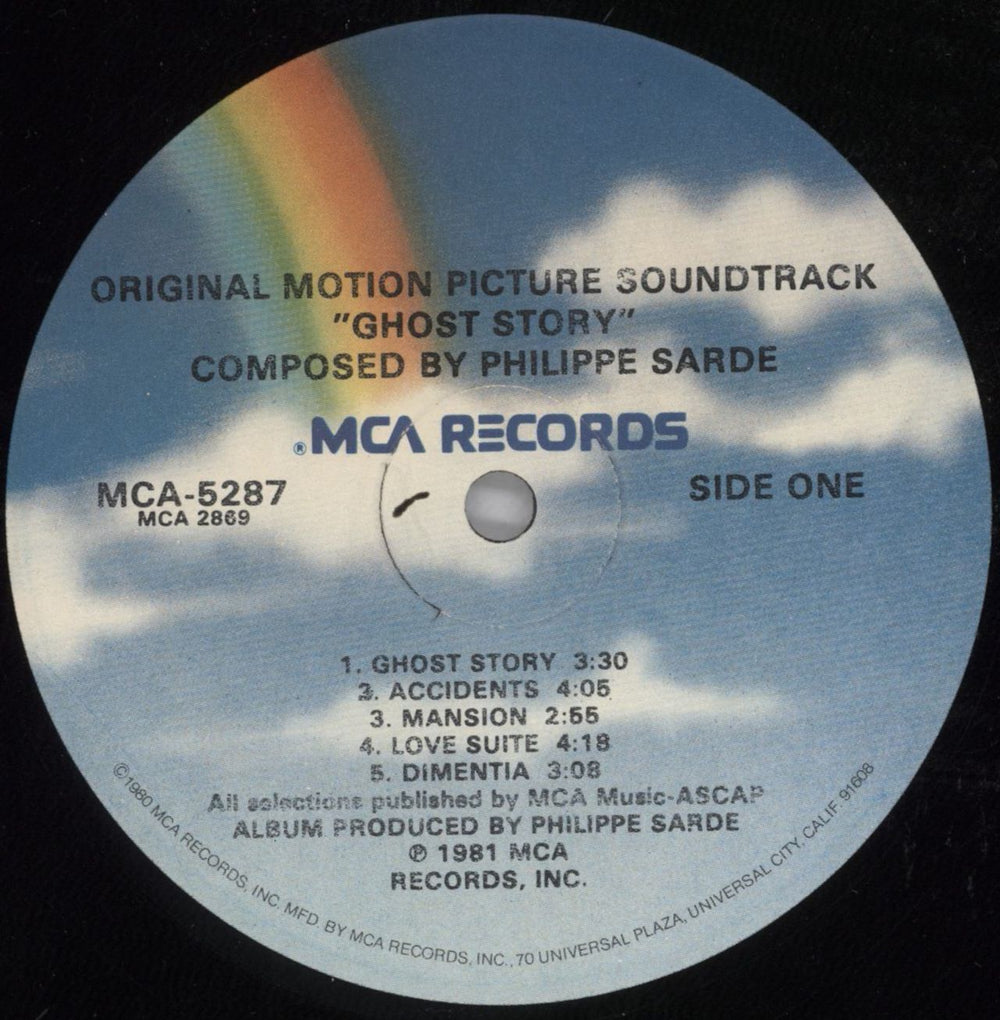 ORIGINAL MOTION PICTURE SOUNDTRACK
"GHOST STORY"
COMPOSED BY PHILIPPE SARDE
®MCA RECORDS
MCA-5287
MCA 2869
SIDE ONE
1. GHOST STORY 3:30
2. ACCIDENTS 4:05
3. MANSION 2:55
4. LOVE SUITE 4:18
5. DIMENTIA 3:08
All selections published by MCA Music-ASCAP
ALBUM PRODUCED BY PHILIPPE SARDE
℗ 1981 MCA
RECORDS, INC.
©1980 MCA RECORDS, INC. MFD. BY MCA RECORDS, INC., 70 UNIVERSAL PLAZA, UNIVERSAL CITY, CALIF. 91608